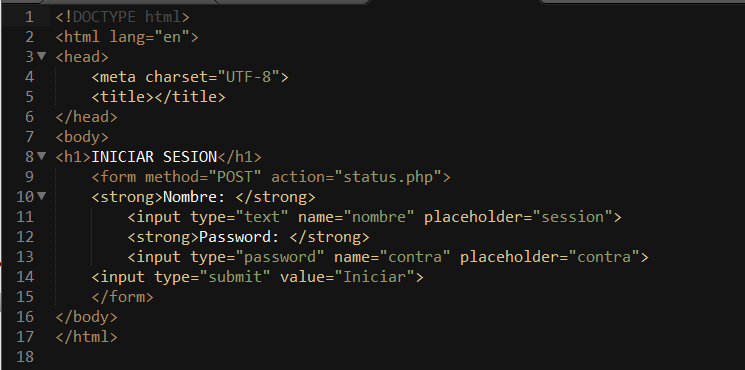 1 <!DOCTYPE html>
2 <html lang="en">
3 <head>
4 <meta charset="UTF-8">
5 <title></title>
6 </head>
7 <body>
8 <h1>INICIAR SESION</h1>
9 <form method="POST" action="status.php">
10 <strong>Nombre: </strong>
11 <input type="text" name="nombre" placeholder="session">
12 <strong>Password: </strong>
13 <input type="password" name="contra" placeholder="contra">
14 <input type="submit" value="Iniciar">
15 </form>
16 </body>
17 </html>
18